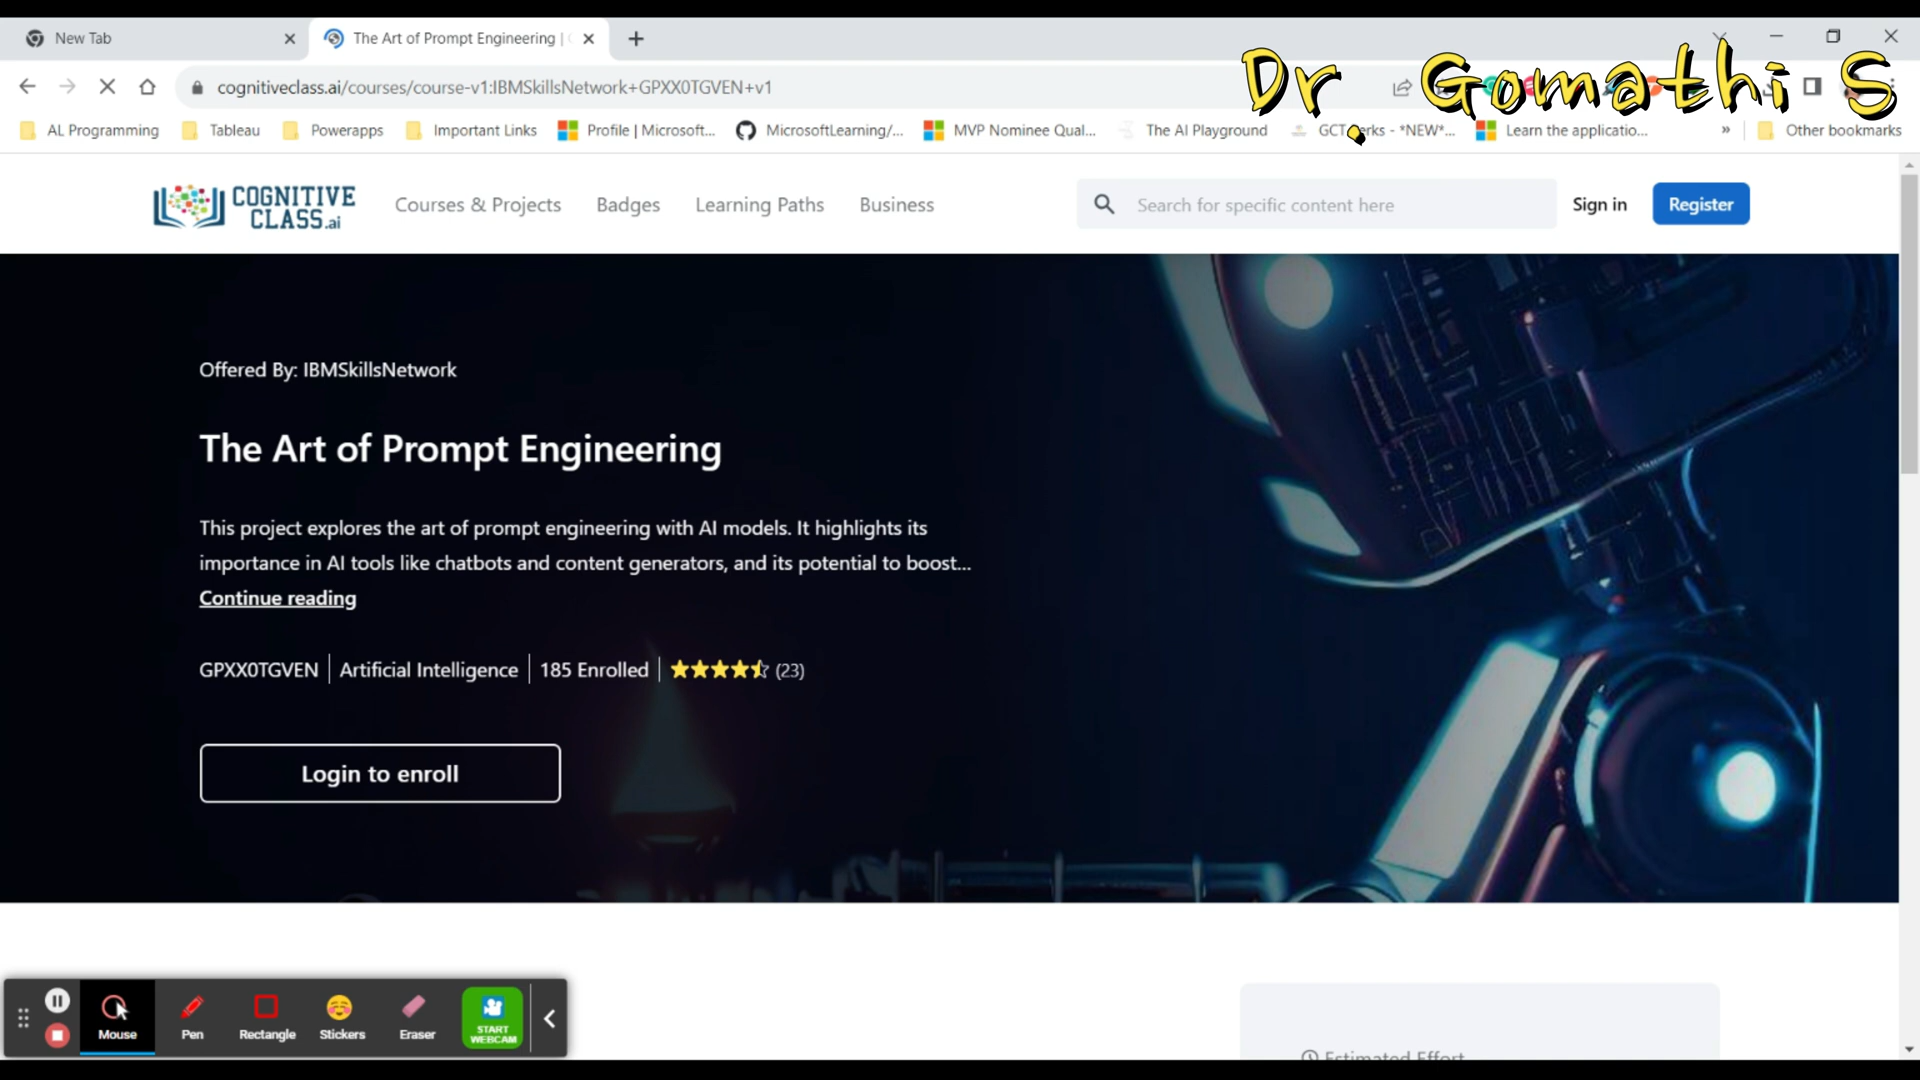 New Tab
The Art of Prompt Engineering |
Dr. Gomathi S
cognitiveclass.ai/courses/course-v1:IBMSkillsNetwork+GPXX0TGVEN+v1
AL Programming
Tableau
Powerapps
Important Links
Profile | Microsoft...
MicrosoftLearning/...
MVP Nominee Qual...
The AI Playground
GCT Perks - *NEW*...
Learn the applicatio...
»
Other bookmarks
COGNITIVE
CLASS.ai
Courses & Projects
Badges
Learning Paths
Business
Search for specific content here
Sign in
Register
Offered By: IBMSkillsNetwork
The Art of Prompt Engineering
This project explores the art of prompt engineering with AI models. It highlights its
importance in AI tools like chatbots and content generators, and its potential to boost...
Continue reading
GPXX0TGVEN | Artificial Intelligence | 185 Enrolled | (23)
Login to enroll
Mouse
Pen
Rectangle
Stickers
Eraser
START
WEBCAM
Estimated Effort